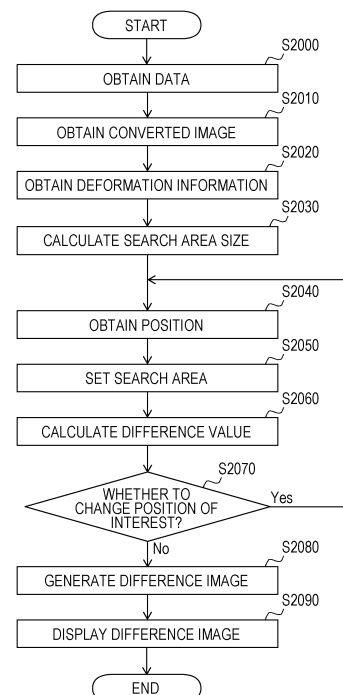 START
S2000
OBTAIN DATA
S2010
OBTAIN CONVERTED IMAGE
S2020
OBTAIN DEFORMATION INFORMATION
S2030
CALCULATE SEARCH AREA SIZE
S2040
OBTAIN POSITION
S2050
SET SEARCH AREA
S2060
CALCULATE DIFFERENCE VALUE
S2070
WHETHER TO
CHANGE POSITION OF
INTEREST?
Yes
No
S2080
GENERATE DIFFERENCE IMAGE
S2090
DISPLAY DIFFERENCE IMAGE
END